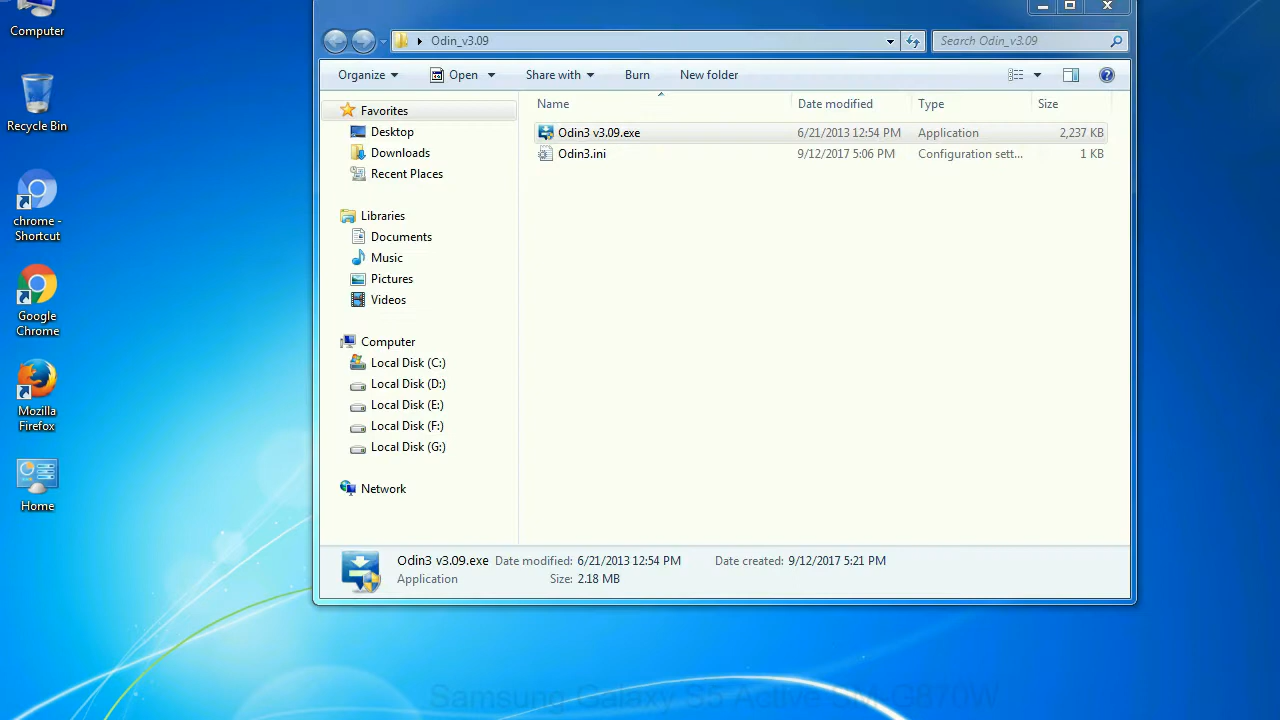 Computer
Recycle Bin
chrome -
Shortcut
Google
Chrome
Mozilla
Firefox
Home
Odin_v3.09
Search Odin_v3.09
Organize
Open
Share with
Burn
New folder
Favorites
Desktop
Downloads
Recent Places
Libraries
Documents
Music
Pictures
Videos
Computer
Local Disk (C:)
Local Disk (D:)
Local Disk (E:)
Local Disk (F:)
Local Disk (G:)
Network
Name Date modified Type Size
Odin3 v3.09.exe 6/21/2013 12:54 PM Application 2,237 KB
Odin3.ini 9/12/2017 5:06 PM Configuration sett... 1 KB
Odin3 v3.09.exe Date modified: 6/21/2013 12:54 PM Date created: 9/12/2017 5:21 PM
Application Size: 2.18 MB
Samsung Galaxy S5 Active SM-G870W